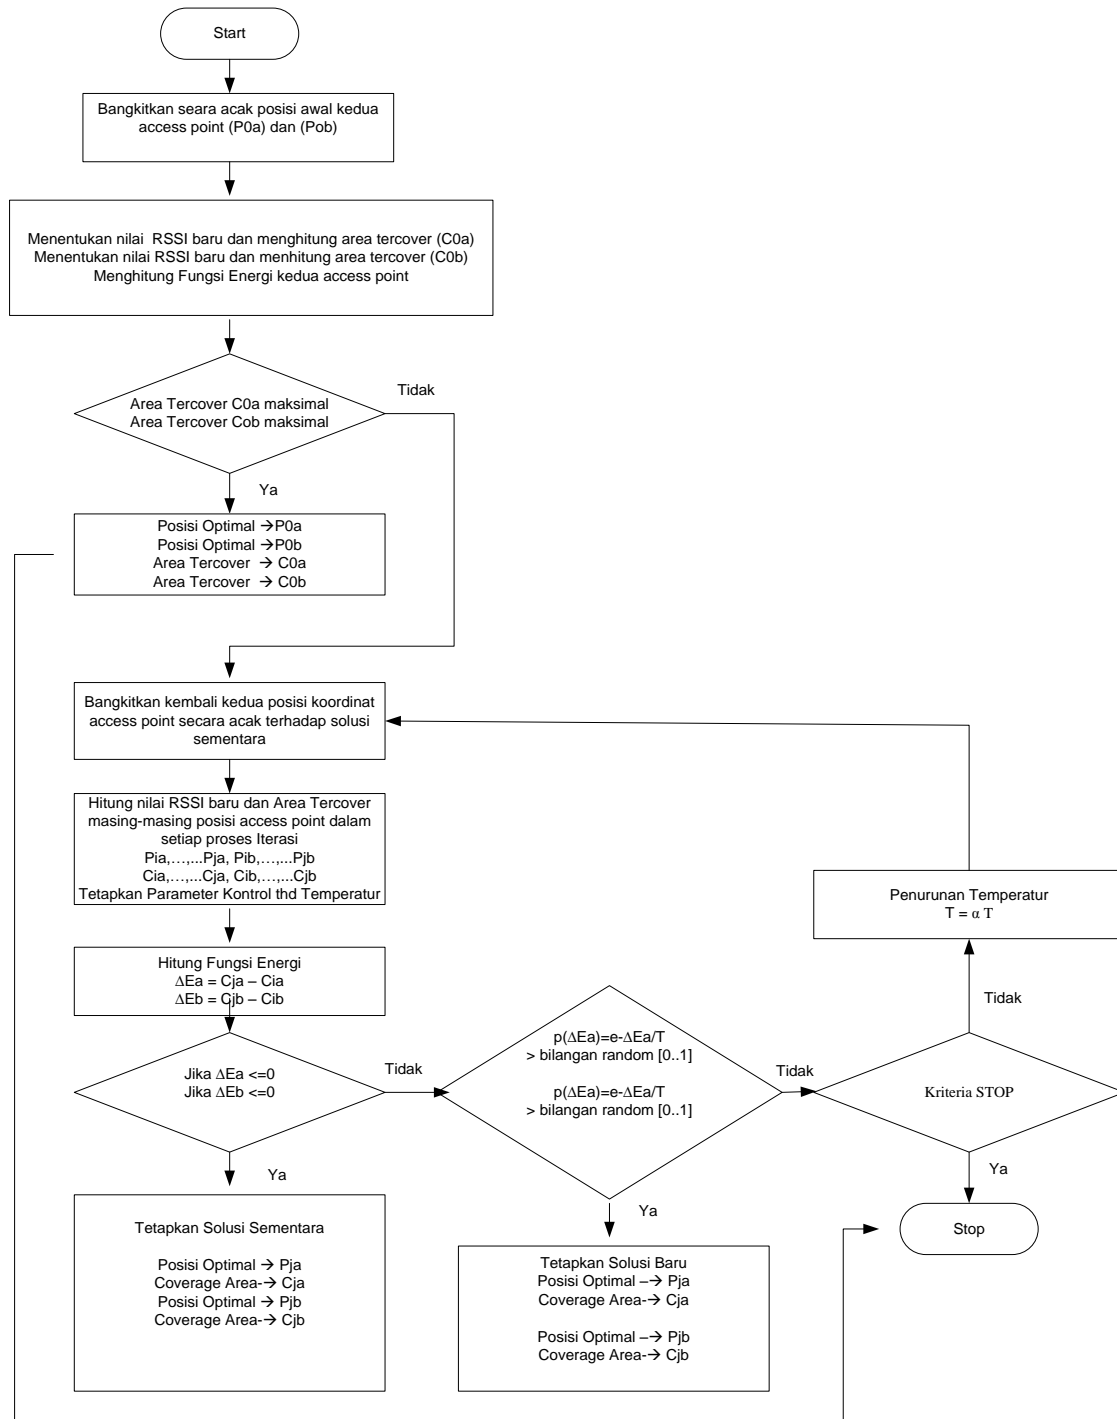 Start
Bangkitkan seara acak posisi awal kedua
access point (P0a) dan (Pob)
Menentukan nilai  RSSI baru dan menghitung area tercover (C0a)
Menentukan nilai RSSI baru dan menhitung area tercover (C0b)
Menghitung Fungsi Energi kedua access point
Tidak
Area Tercover C0a maksimal
Area Tercover Cob maksimal
Ya
Posisi Optimal →P0a
Posisi Optimal →P0b
Area Tercover  → C0a
Area Tercover  → C0b
Bangkitkan kembali kedua posisi koordinat
access point secara acak terhadap solusi
sementara
Hitung nilai RSSI baru dan Area Tercover
masing-masing posisi access point dalam
setiap proses Iterasi
Pia,…,...Pja, Pib,…,...Pjb
Cia,…,...Cja, Cib,…,...Cjb
Tetapkan Parameter Kontrol thd Temperatur
Penurunan Temperatur
T = α T
Hitung Fungsi Energi
∆Ea = Cja – Cia
∆Eb = Cjb – Cib
Tidak
Jika ∆Ea <=0
Jika ∆Eb <=0
Tidak
p(∆Ea)=e-∆Ea/T
> bilangan random [0..1]
p(∆Ea)=e-∆Ea/T
> bilangan random [0..1]
Tidak
Kriteria STOP
Ya
Ya
Ya
Stop
Tetapkan Solusi Sementara
Posisi Optimal → Pja
Coverage Area-→ Cja
Posisi Optimal → Pjb
Coverage Area-→ Cjb
Tetapkan Solusi Baru
Posisi Optimal –→ Pja
Coverage Area-→ Cja
Posisi Optimal –→ Pjb
Coverage Area-→ Cjb